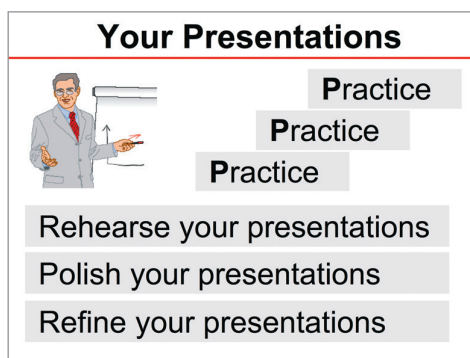 Your Presentations
Practice
Practice
Practice
Rehearse your presentations
Polish your presentations
Refine your presentations